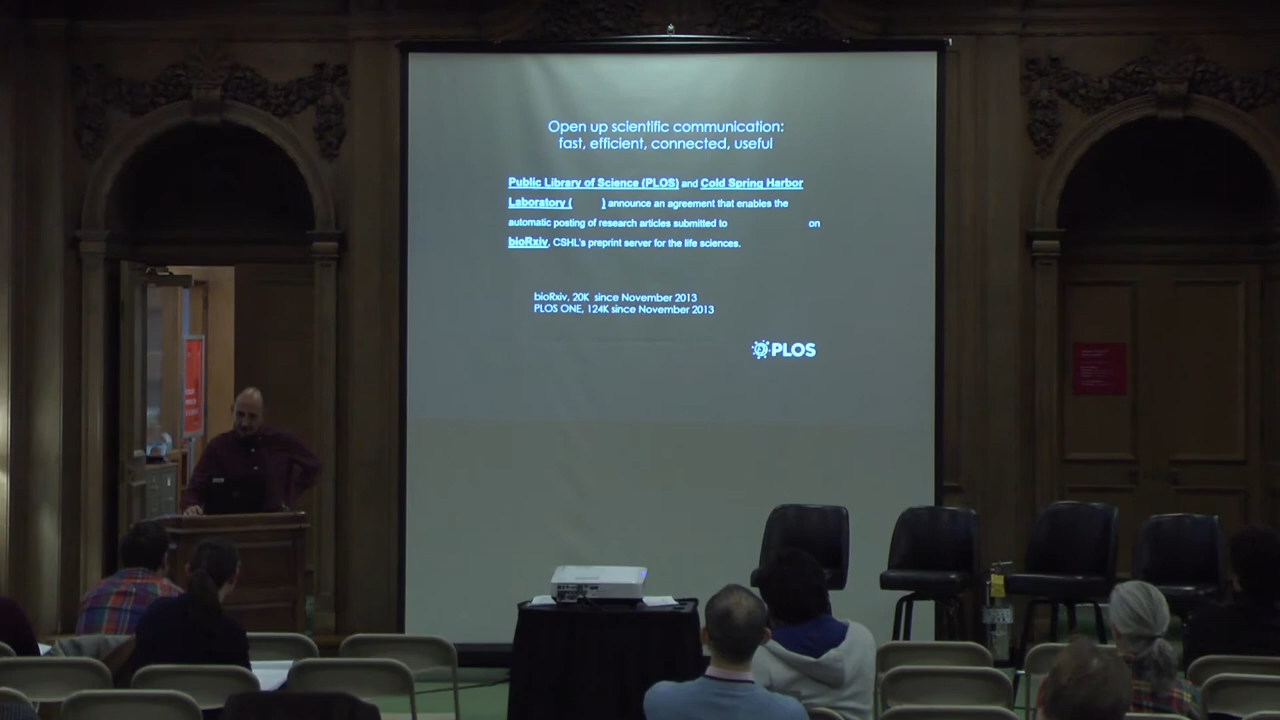 Open up scientific communication:
fast, efficient, connected, useful
Public Library of Science (PLOS) and Cold Spring Harbor
Laboratory ( ) announce an agreement that enables the
automatic posting of research articles submitted to on
bioRxiv, CSHL's preprint server for the life sciences.
bioRxiv, 20K since November 2013
PLOS ONE, 124K since November 2013
PLOS